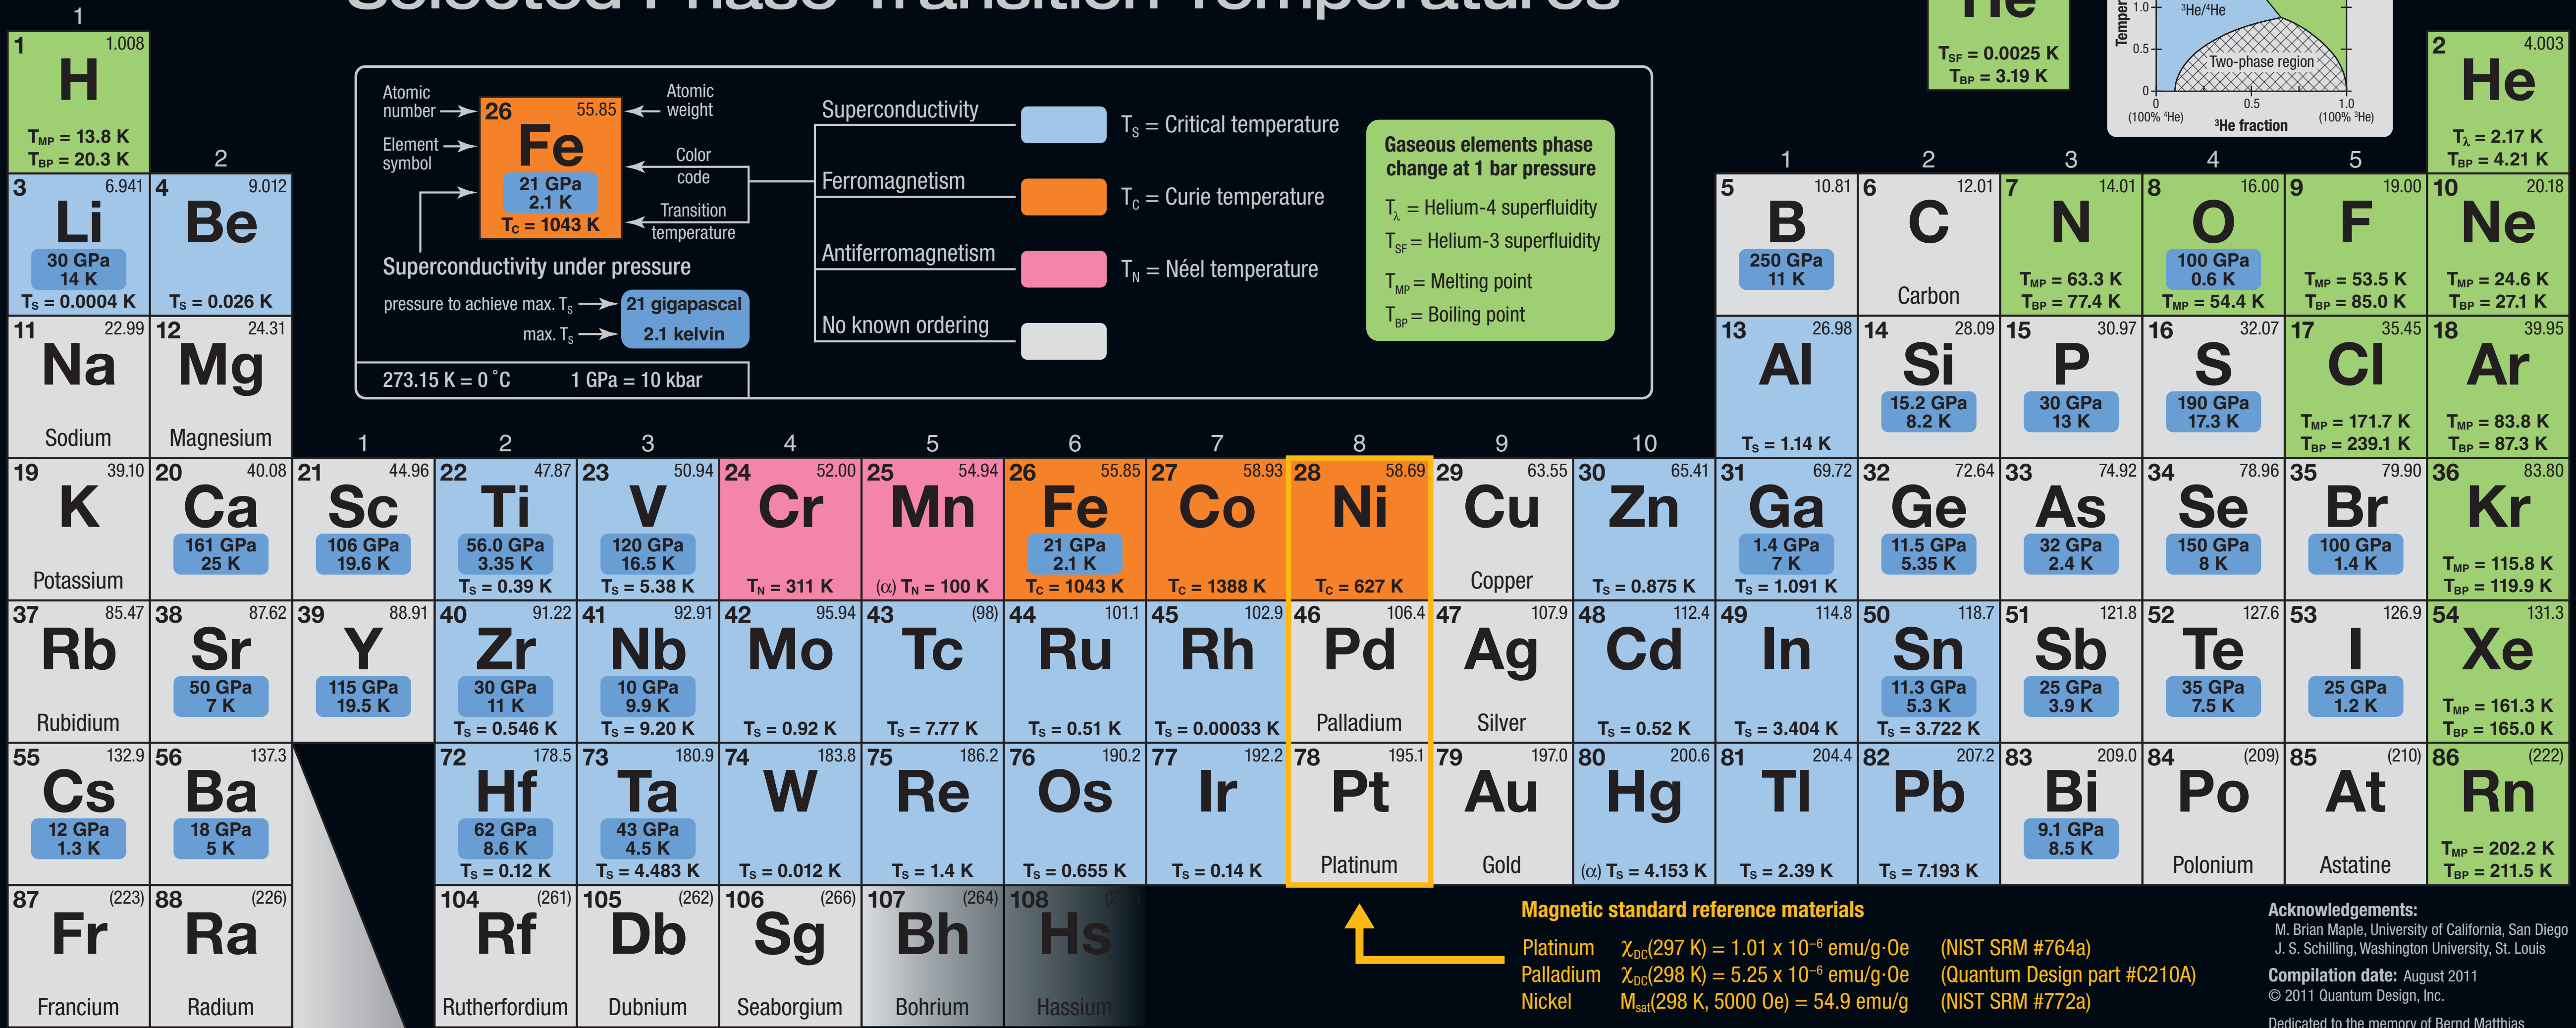 Selected Phase Transition Temperatures
He
T_SF = 0.0025 K
T_BP = 3.19 K
Temper
1.0
0.5
0
³He/⁴He
Two-phase region
0 0.5 1.0
(100% ⁴He) (100% ³He)
³He fraction
1
1 1.008
H
T_MP = 13.8 K
T_BP = 20.3 K
2 4.003
He
T_λ = 2.17 K
T_BP = 4.21 K
Atomic number
Atomic weight
Element symbol
26 55.85
Fe
21 GPa
2.1 K
T_C = 1043 K
Color code
Transition temperature
Superconductivity under pressure
pressure to achieve max. T_S
21 gigapascal
max. T_S
2.1 kelvin
273.15 K = 0 ˚C 1 GPa = 10 kbar
Superconductivity T_S = Critical temperature
Ferromagnetism T_C = Curie temperature
Antiferromagnetism T_N = Néel temperature
No known ordering
Gaseous elements phase
change at 1 bar pressure
T_λ = Helium-4 superfluidity
T_SF = Helium-3 superfluidity
T_MP = Melting point
T_BP = Boiling point
2
1 2 3 4 5
3 6.941
Li
30 GPa
14 K
T_S = 0.0004 K
4 9.012
Be
T_S = 0.026 K
5 10.81
B
250 GPa
11 K
6 12.01
C
Carbon
7 14.01
N
T_MP = 63.3 K
T_BP = 77.4 K
8 16.00
O
100 GPa
0.6 K
T_MP = 54.4 K
9 19.00
F
T_MP = 53.5 K
T_BP = 85.0 K
10 20.18
Ne
T_MP = 24.6 K
T_BP = 27.1 K
11 22.99
Na
Sodium
12 24.31
Mg
Magnesium
13 26.98
Al
T_S = 1.14 K
14 28.09
Si
15.2 GPa
8.2 K
15 30.97
P
30 GPa
13 K
16 32.07
S
190 GPa
17.3 K
17 35.45
Cl
T_MP = 171.7 K
T_BP = 239.1 K
18 39.95
Ar
T_MP = 83.8 K
T_BP = 87.3 K
1 2 3 4 5 6 7 8 9 10
19 39.10
K
Potassium
20 40.08
Ca
161 GPa
25 K
21 44.96
Sc
106 GPa
19.6 K
22 47.87
Ti
56.0 GPa
3.35 K
T_S = 0.39 K
23 50.94
V
120 GPa
16.5 K
T_S = 5.38 K
24 52.00
Cr
T_N = 311 K
25 54.94
Mn
(α) T_N = 100 K
26 55.85
Fe
21 GPa
2.1 K
T_C = 1043 K
27 58.93
Co
T_C = 1388 K
28 58.69
Ni
T_C = 627 K
29 63.55
Cu
Copper
30 65.41
Zn
T_S = 0.875 K
31 69.72
Ga
1.4 GPa
7 K
T_S = 1.091 K
32 72.64
Ge
11.5 GPa
5.35 K
33 74.92
As
32 GPa
2.4 K
34 78.96
Se
150 GPa
8 K
35 79.90
Br
100 GPa
1.4 K
36 83.80
Kr
T_MP = 115.8 K
T_BP = 119.9 K
37 85.47
Rb
Rubidium
38 87.62
Sr
50 GPa
7 K
39 88.91
Y
115 GPa
19.5 K
40 91.22
Zr
30 GPa
11 K
T_S = 0.546 K
41 92.91
Nb
10 GPa
9.9 K
T_S = 9.20 K
42 95.94
Mo
T_S = 0.92 K
43 (98)
Tc
T_S = 7.77 K
44 101.1
Ru
T_S = 0.51 K
45 102.9
Rh
T_S = 0.00033 K
46 106.4
Pd
Palladium
47 107.9
Ag
Silver
48 112.4
Cd
T_S = 0.52 K
49 114.8
In
T_S = 3.404 K
50 118.7
Sn
11.3 GPa
5.3 K
T_S = 3.722 K
51 121.8
Sb
25 GPa
3.9 K
52 127.6
Te
35 GPa
7.5 K
53 126.9
I
25 GPa
1.2 K
54 131.3
Xe
T_MP = 161.3 K
T_BP = 165.0 K
55 132.9
Cs
12 GPa
1.3 K
56 137.3
Ba
18 GPa
5 K
72 178.5
Hf
62 GPa
8.6 K
T_S = 0.12 K
73 180.9
Ta
43 GPa
4.5 K
T_S = 4.483 K
74 183.8
W
T_S = 0.012 K
75 186.2
Re
T_S = 1.4 K
76 190.2
Os
T_S = 0.655 K
77 192.2
Ir
T_S = 0.14 K
78 195.1
Pt
Platinum
79 197.0
Au
Gold
80 200.6
Hg
(α) T_S = 4.153 K
81 204.4
Tl
T_S = 2.39 K
82 207.2
Pb
T_S = 7.193 K
83 209.0
Bi
9.1 GPa
8.5 K
84 (209)
Po
Polonium
85 (210)
At
Astatine
86 (222)
Rn
T_MP = 202.2 K
T_BP = 211.5 K
87 (223)
Fr
Francium
88 (226)
Ra
Radium
104 (261)
Rf
Rutherfordium
105 (262)
Db
Dubnium
106 (266)
Sg
Seaborgium
107 (264)
Bh
Bohrium
108
Hs
Hassium
Magnetic standard reference materials
Platinum χ_DC(297 K) = 1.01 x 10⁻⁶ emu/g·Oe (NIST SRM #764a)
Palladium χ_DC(298 K) = 5.25 x 10⁻⁶ emu/g·Oe (Quantum Design part #C210A)
Nickel M_sat(298 K, 5000 Oe) = 54.9 emu/g (NIST SRM #772a)
Acknowledgements:
M. Brian Maple, University of California, San Diego
J. S. Schilling, Washington University, St. Louis
Compilation date: August 2011
© 2011 Quantum Design, Inc.
Dedicated to the memory of Bernd Matthias